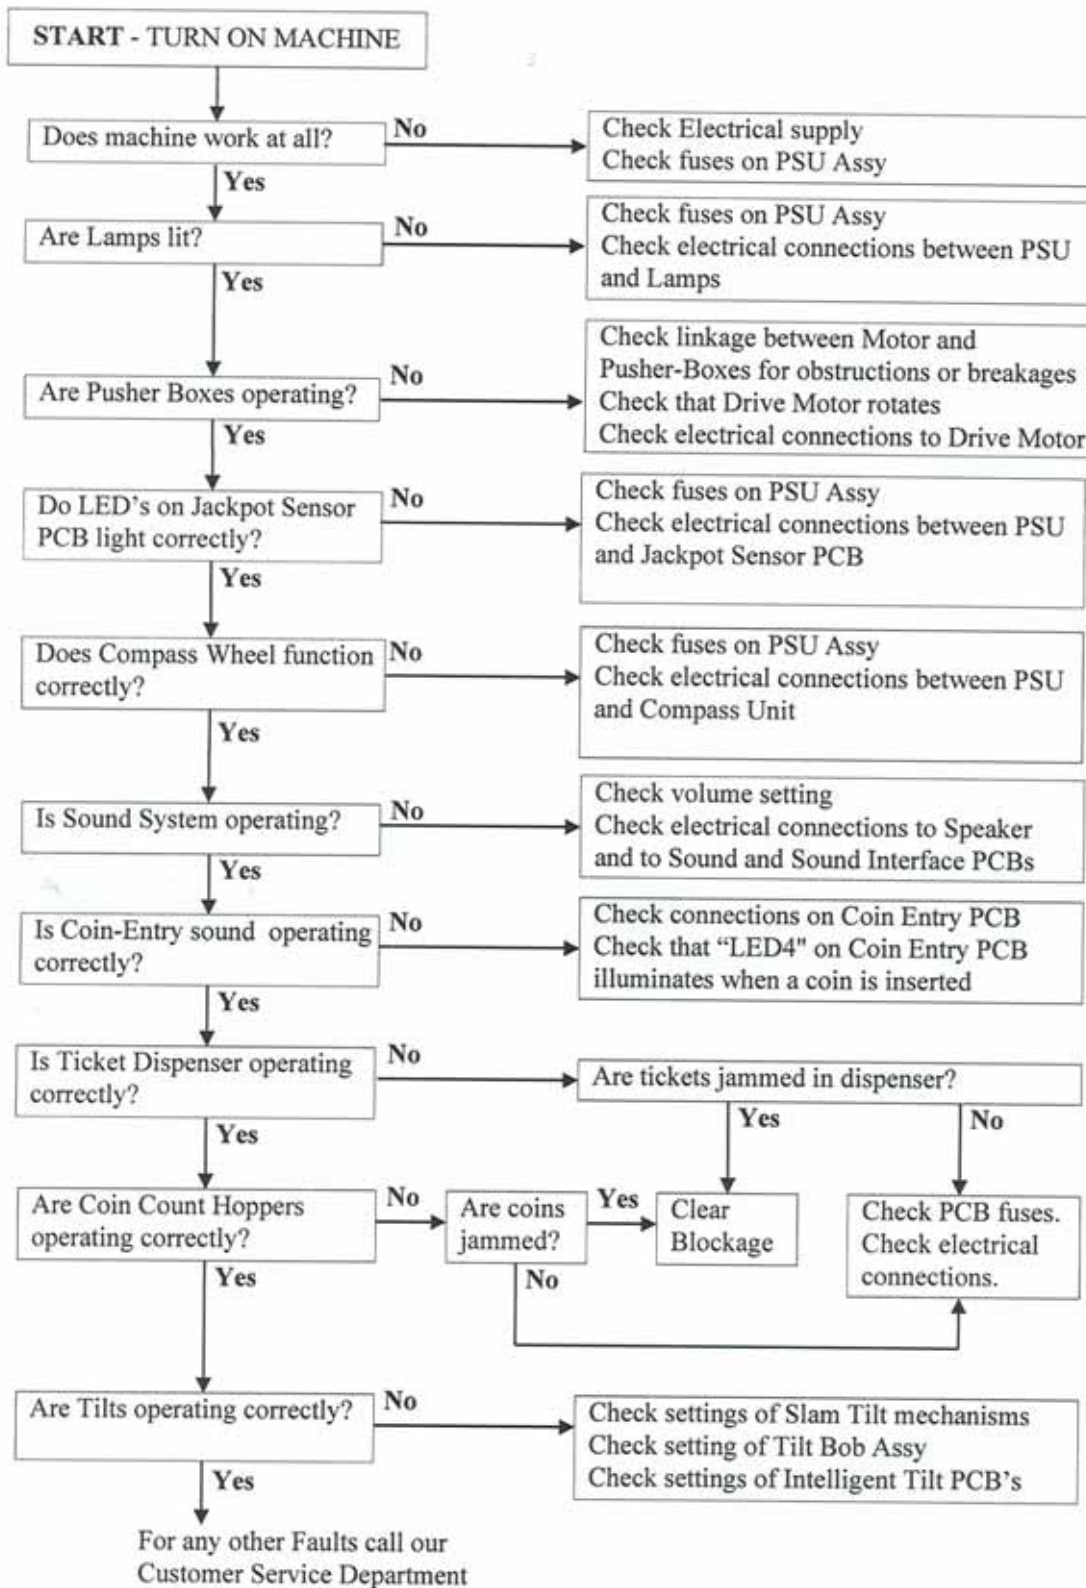 START - TURN ON MACHINE
Does machine work at all?
No
Check Electrical supply
Check fuses on PSU Assy
Yes
Are Lamps lit?
No
Check fuses on PSU Assy
Check electrical connections between PSU
and Lamps
Yes
Are Pusher Boxes operating?
No
Check linkage between Motor and
Pusher-Boxes for obstructions or breakages
Check that Drive Motor rotates
Check electrical connections to Drive Motor
Yes
Do LED's on Jackpot Sensor
PCB light correctly?
No
Check fuses on PSU Assy
Check electrical connections between PSU
and Jackpot Sensor PCB
Yes
Does Compass Wheel function
correctly?
No
Check fuses on PSU Assy
Check electrical connections between PSU
and Compass Unit
Yes
Is Sound System operating?
No
Check volume setting
Check electrical connections to Speaker
and to Sound and Sound Interface PCBs
Yes
Is Coin-Entry sound operating
correctly?
No
Check connections on Coin Entry PCB
Check that “LED4" on Coin Entry PCB
illuminates when a coin is inserted
Yes
Is Ticket Dispenser operating
correctly?
No
Are tickets jammed in dispenser?
Yes
No
Yes
Are Coin Count Hoppers
operating correctly?
No
Are coins
jammed?
Yes
Clear
Blockage
Check PCB fuses.
Check electrical
connections.
No
Yes
Are Tilts operating correctly?
No
Check settings of Slam Tilt mechanisms
Check setting of Tilt Bob Assy
Check settings of Intelligent Tilt PCB's
Yes
For any other Faults call our
Customer Service Department